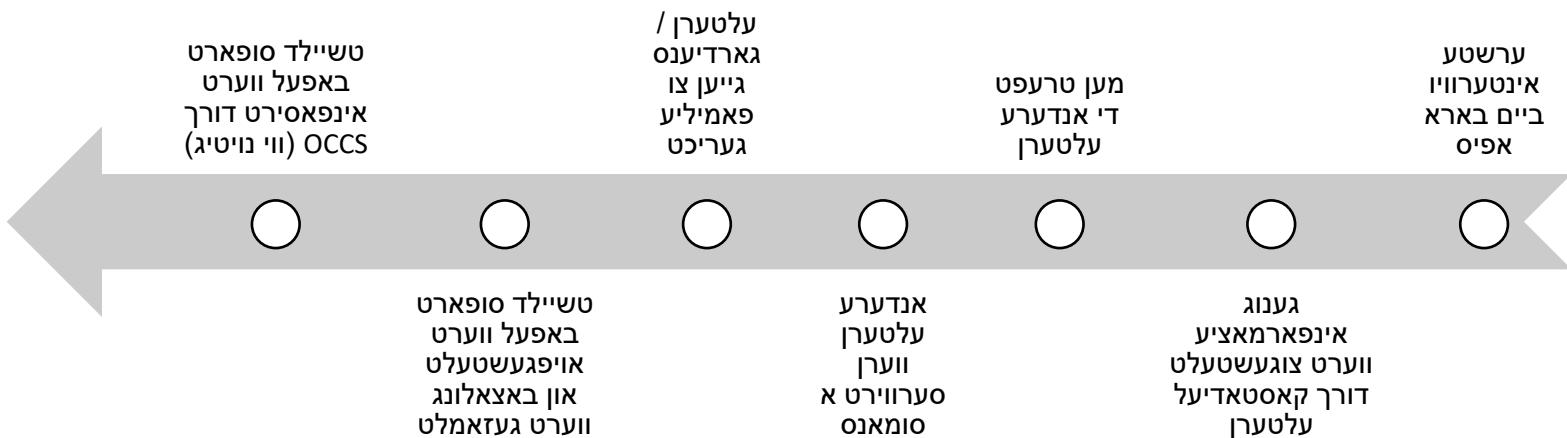 ערשטע
אינטערוויו
ביים בארא
אפיס
גענוג
אינפארמאציע
ווערט צוגעשטעלט
דורך קאסטאדיעל
עלטערן
מען טרעפט
די אנדערע
עלטערן
אנדערע
עלטערן
ווערן
סערווירט א
סומאנס
עלטערן /
גארדיענס
גייען צו
פאמיליע
געריכט
טשיילד סופארט
באפעל ווערט
אויפגעשטעלט
און באצאלונג
ווערט געזאמלט
טשיילד סופארט
באפעל ווערט
אינפאסירט דורך
OCCS (ווי נויטיג)